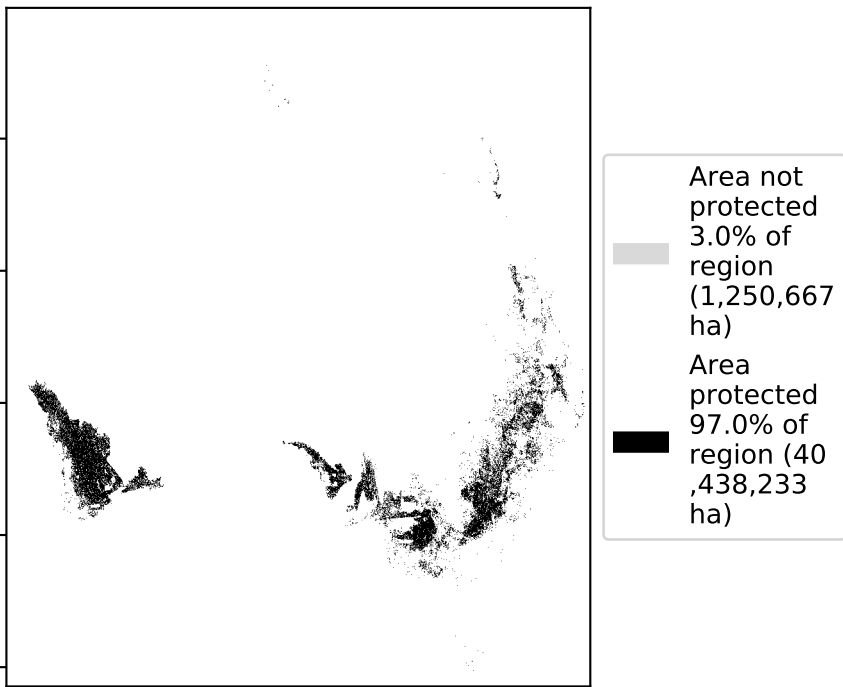 Area not
protected
3.0% of
region
(1,250,667
ha)
Area
protected
97.0% of
region (40
,438,233
ha)